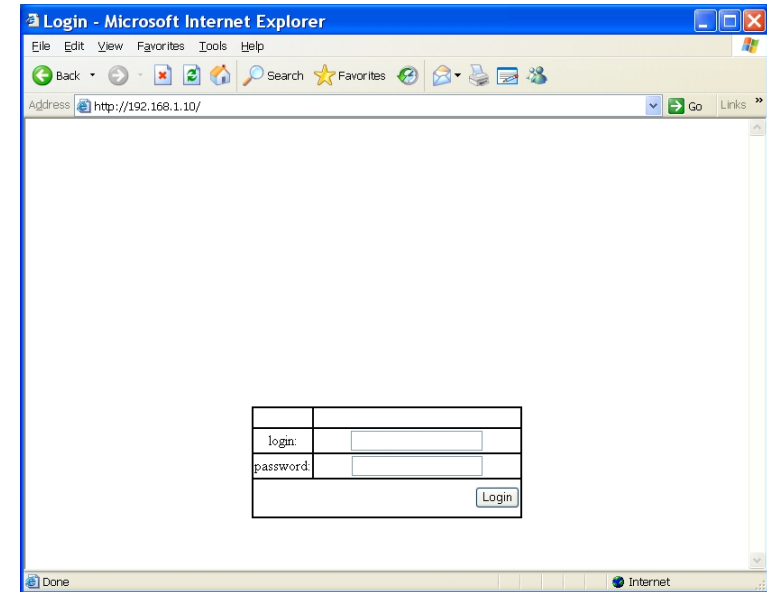 Login - Microsoft Internet Explorer
File Edit View Favorites Tools Help
Back Search Favorites
Address http://192.168.1.10/ Go Links »
login:
password:
Login
Done Internet